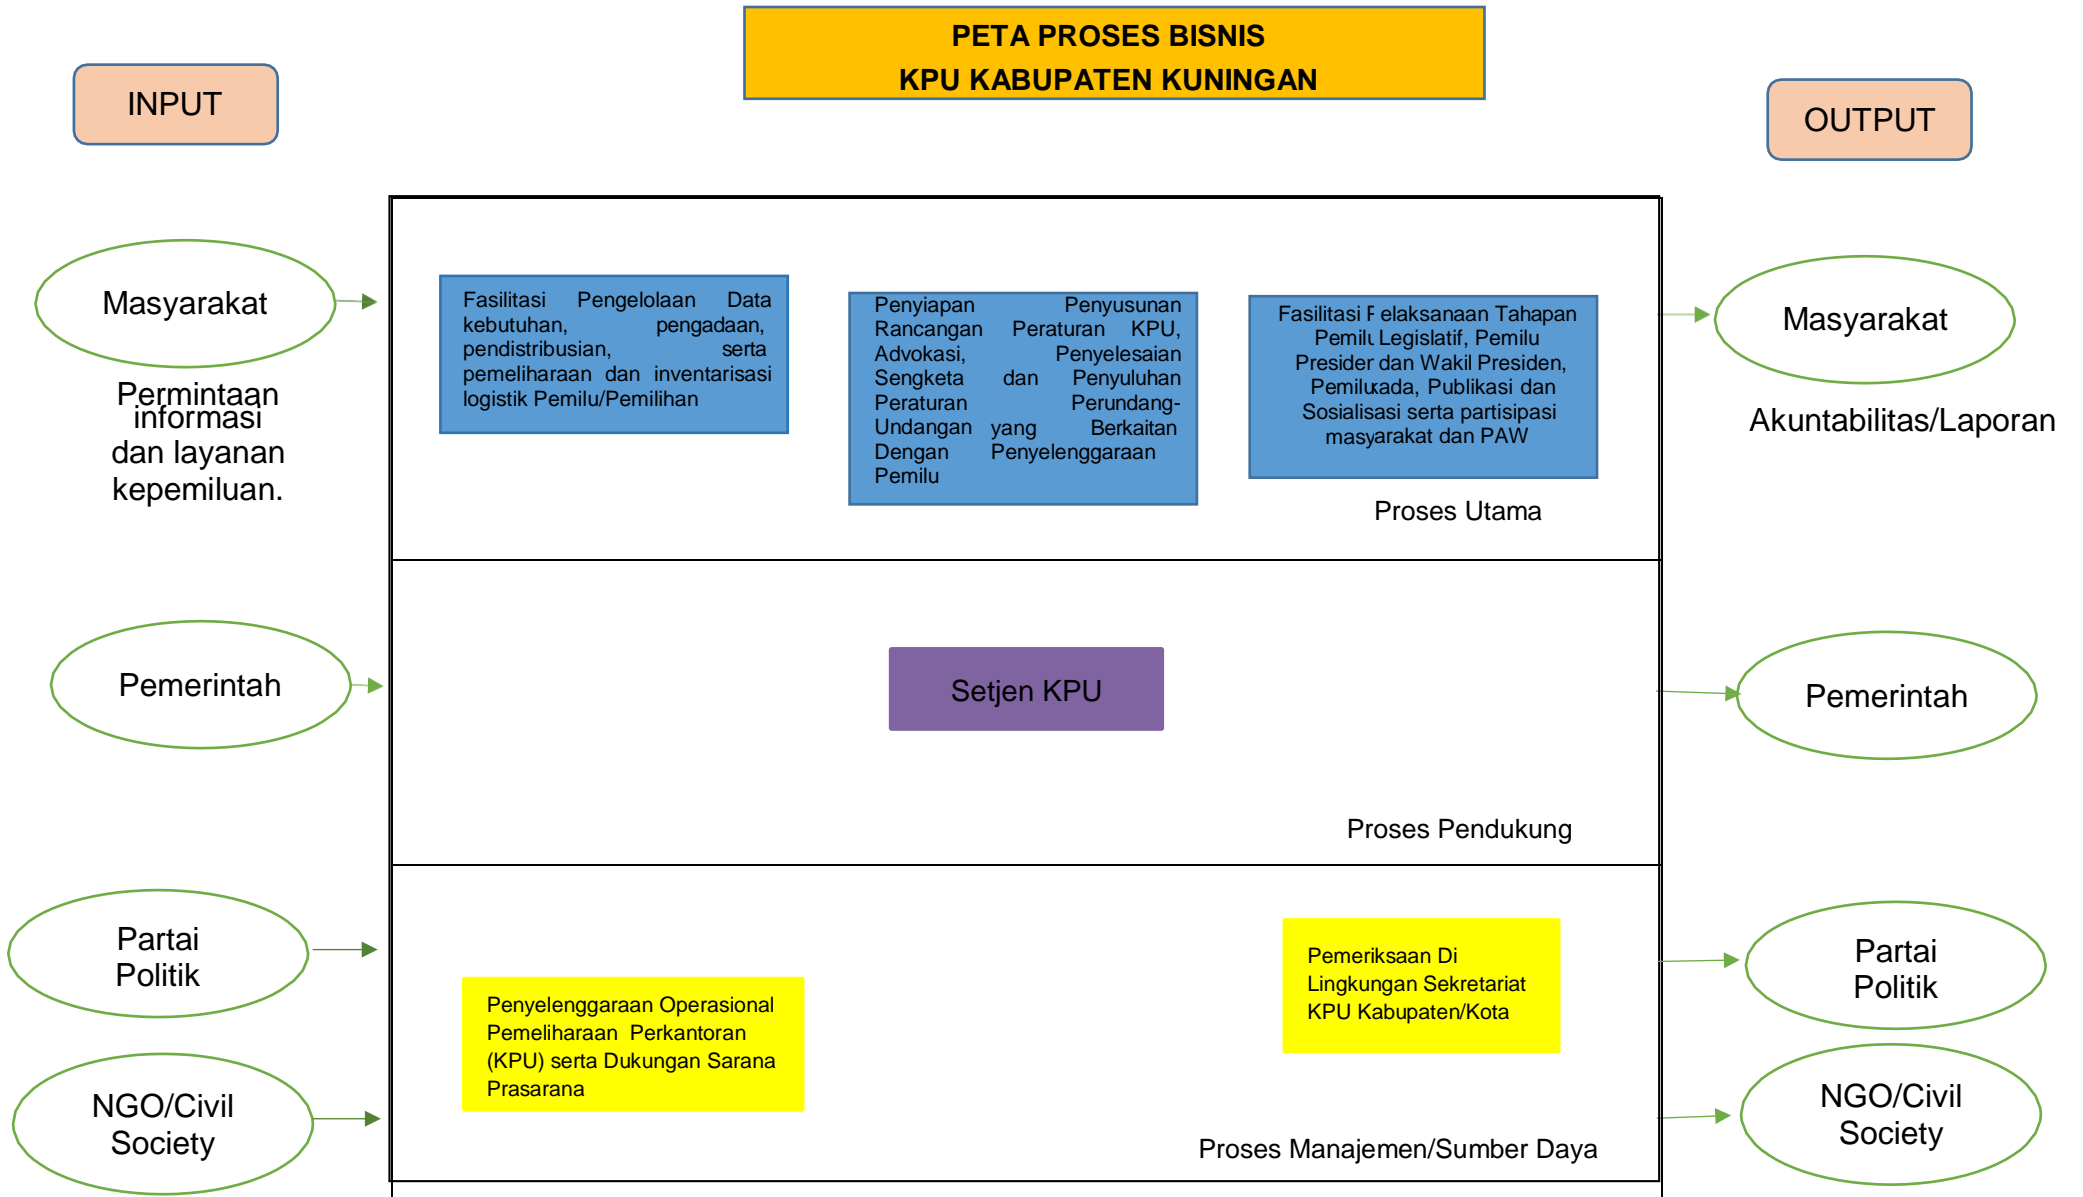 PETA PROSES BISNIS
KPU KABUPATEN KUNINGAN
INPUT
OUTPUT
Masyarakat
Permintaan
informasi
dan layanan
kepemiluan.
Fasilitasi Pengelolaan Data
kebutuhan, pengadaan,
pendistribusian, serta
pemeliharaan dan inventarisasi
logistik Pemilu/Pemilihan
Penyiapan Penyusunan
Rancangan Peraturan KPU,
Advokasi, Penyelesaian
Sengketa dan Penyuluhan
Peraturan Perundang-
Undangan yang Berkaitan
Dengan Penyelenggaraan
Pemilu
Fasilitasi Pelaksanaan Tahapan
Pemilu Legislatif, Pemilu
Presiden dan Wakil Presiden,
Pemilukada, Publikasi dan
Sosialisasi serta partisipasi
masyarakat dan PAW
Proses Utama
Masyarakat
Akuntabilitas/Laporan
Pemerintah
Setjen KPU
Proses Pendukung
Pemerintah
Partai
Politik
NGO/Civil
Society
Penyelenggaraan Operasional
Pemeliharaan Perkantoran
(KPU) serta Dukungan Sarana
Prasarana
Pemeriksaan Di
Lingkungan Sekretariat
KPU Kabupaten/Kota
Proses Manajemen/Sumber Daya
Partai
Politik
NGO/Civil
Society